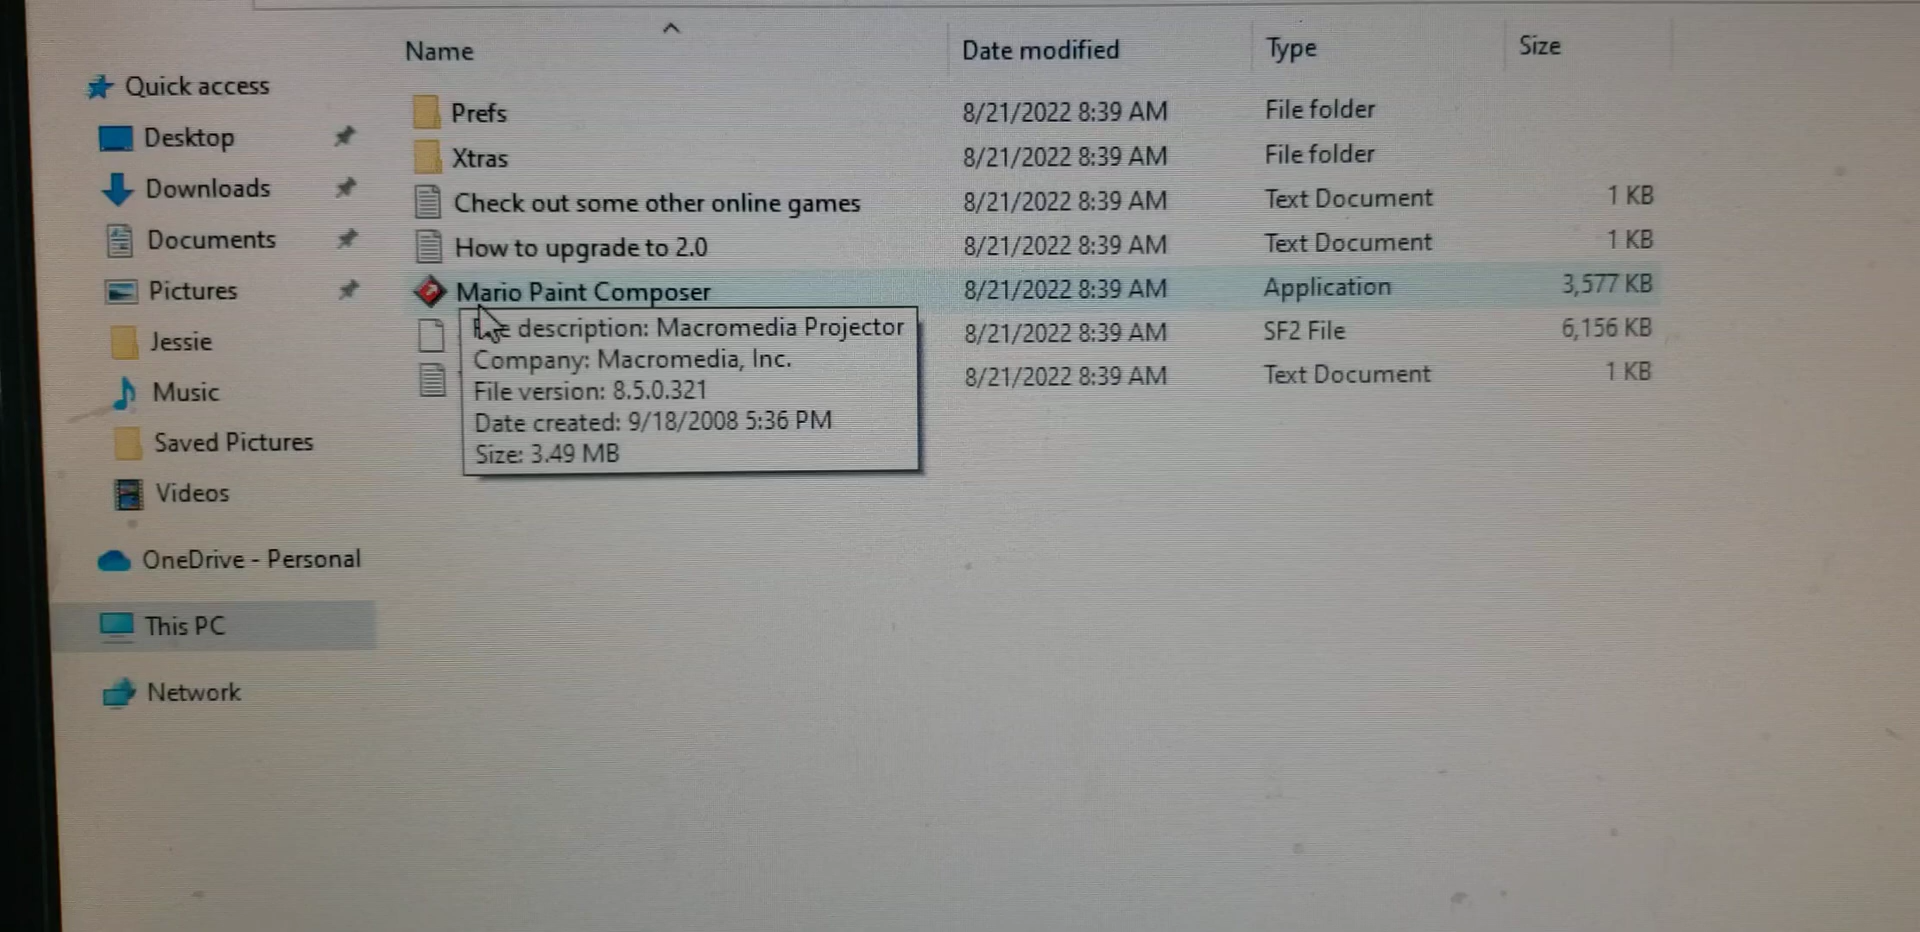 Name Date modified Type Size
Quick access
Desktop
Downloads
Documents
Pictures
Jessie
Music
Saved Pictures
Videos
OneDrive - Personal
This PC
Network
Prefs 8/21/2022 8:39 AM File folder
Xtras 8/21/2022 8:39 AM File folder
Check out some other online games 8/21/2022 8:39 AM Text Document 1 KB
How to upgrade to 2.0 8/21/2022 8:39 AM Text Document 1 KB
Mario Paint Composer 8/21/2022 8:39 AM Application 3,577 KB
8/21/2022 8:39 AM SF2 File 6,156 KB
8/21/2022 8:39 AM Text Document 1 KB
description: Macromedia Projector
Company: Macromedia, Inc.
File version: 8.5.0.321
Date created: 9/18/2008 5:36 PM
Size: 3.49 MB